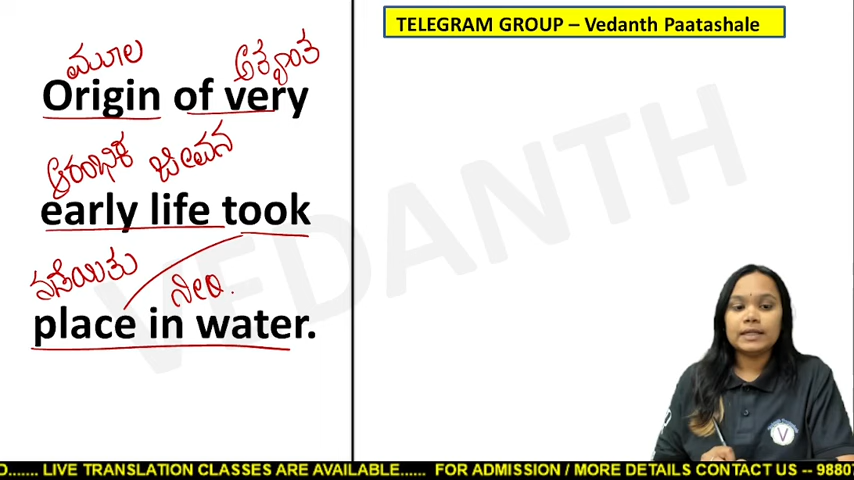 TELEGRAM GROUP – Vedanth Paatashale
ಮೂಲ ಅತ್ಯಂತ
Origin of very
ಆರಂಭಿಕ ಜೀವನ
early life took
ನಡೆಯಿತು ನೀರಿ
place in water.
VEDANTH
V
D....... LIVE TRANSLATION CLASSES ARE AVAILABLE...... FOR ADMISSION / MORE DETAILS CONTACT US -- 9880